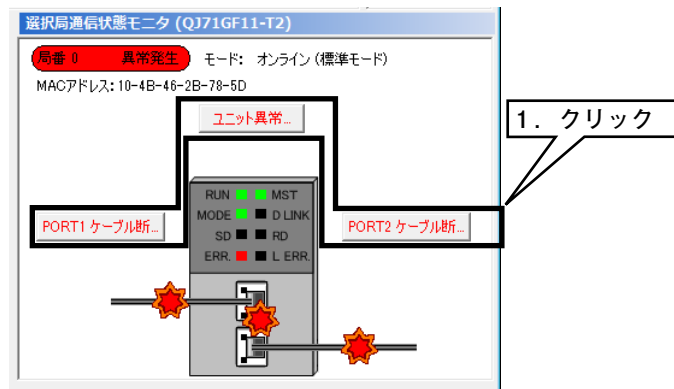 選択局通信状態モニタ (QJ71GF11-T2)
局番 0 異常発生 モード: オンライン (標準モード)
MACアドレス: 10-4B-46-2B-78-5D
ユニット異常...
1. クリック
RUN MST
PORT1 ケーブル断... MODE D LINK PORT2 ケーブル断...
SD RD
ERR. L ERR.